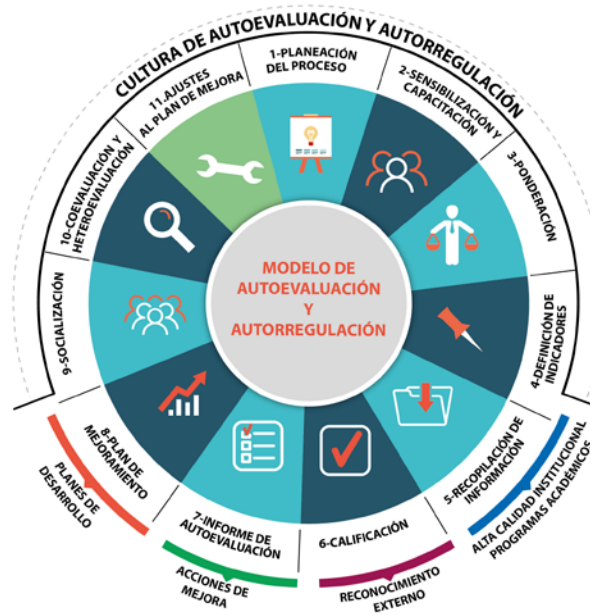 CULTURA DE AUTOEVALUACIÓN Y AUTORREGULACIÓN
1-PLANEACIÓN
DEL PROCESO
2-SENSIBILIZACIÓN Y
CAPACITACIÓN
3-PONDERACIÓN
4-DEFINICIÓN DE
INDICADORES
5-RECOPILACIÓN DE
INFORMACIÓN
6-CALIFICACIÓN
7-INFORME DE
AUTOEVALUACIÓN
8-PLAN DE
MEJORAMIENTO
9-SOCIALIZACIÓN
10-COEVALUACIÓN Y
HETEROEVALUACIÓN
11.AJUSTES
AL PLAN DE MEJORA
MODELO DE
AUTOEVALUACIÓN
Y
AUTORREGULACIÓN
ALTA CALIDAD INSTITUCIONAL
PROGRAMAS ACADÉMICOS
RECONOCIMIENTO
EXTERNO
ACCIONES DE
MEJORA
PLANES DE
DESARROLLO